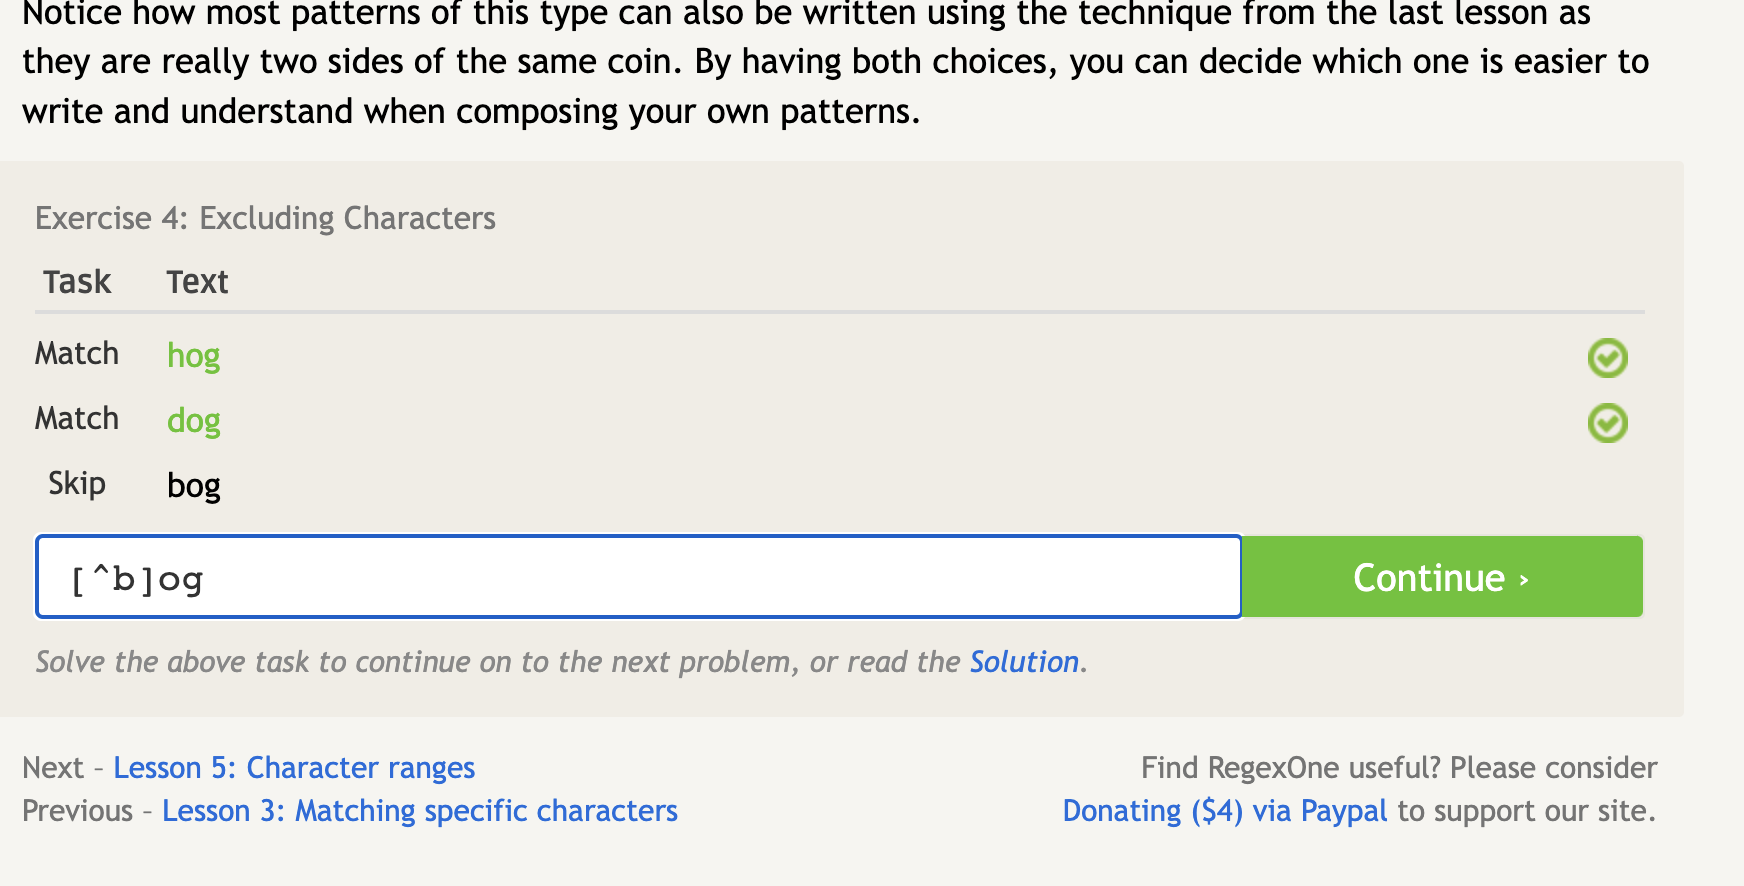 Notice how most patterns of this type can also be written using the technique from the last lesson as
they are really two sides of the same coin. By having both choices, you can decide which one is easier to
write and understand when composing your own patterns.
Exercise 4: Excluding Characters
Task Text
Match hog
Match dog
Skip bog
[^b]og
Continue ›
Solve the above task to continue on to the next problem, or read the Solution.
Next – Lesson 5: Character ranges
Previous – Lesson 3: Matching specific characters
Find RegexOne useful? Please consider
Donating ($4) via Paypal to support our site.